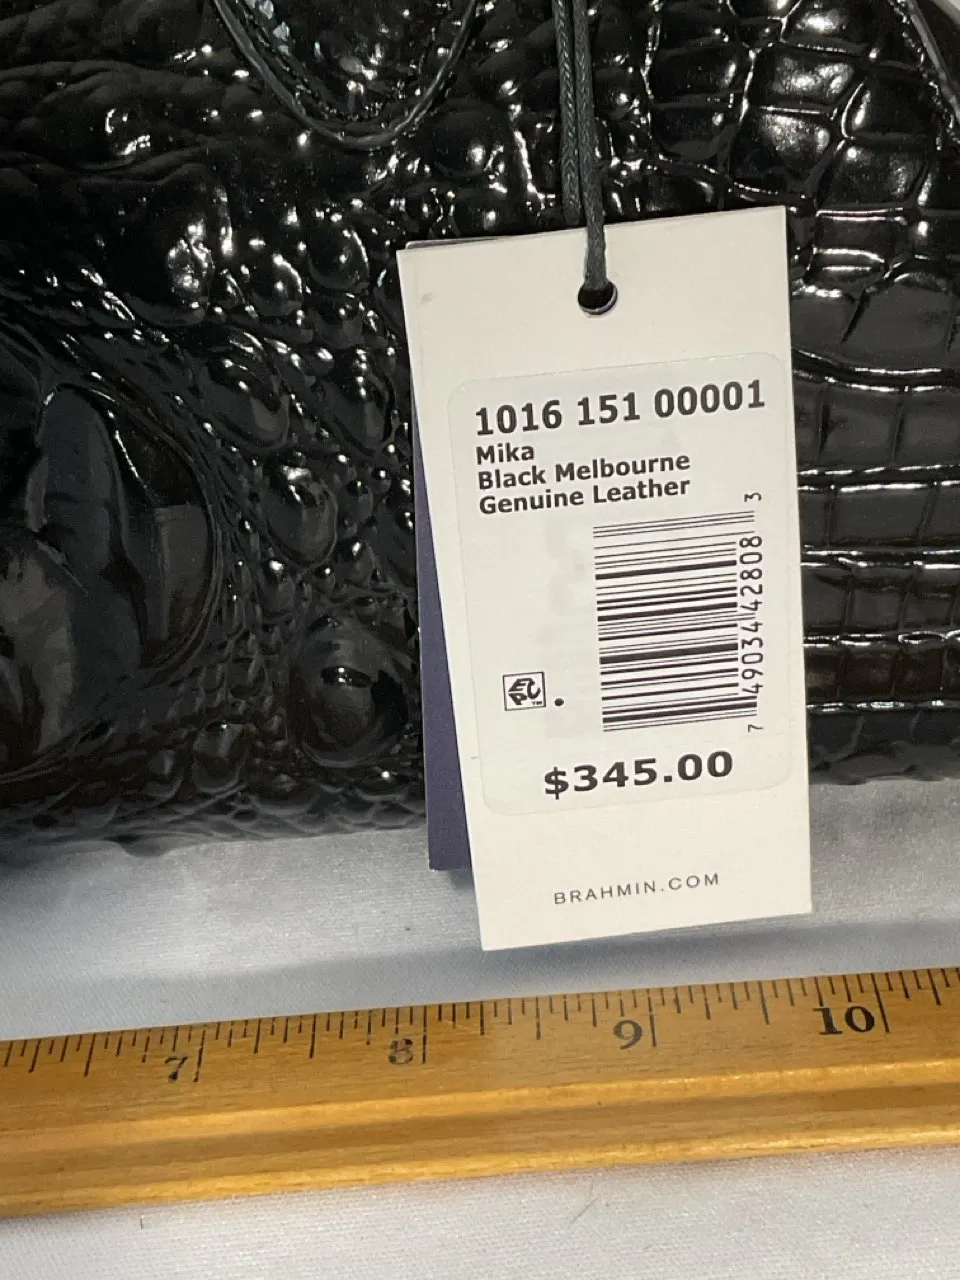 1016 151 00001
Mika
Black Melbourne
Genuine Leather
7 49034 42808 3
EPC™
$345.00
BRAHMIN.COM
7 8 9 10